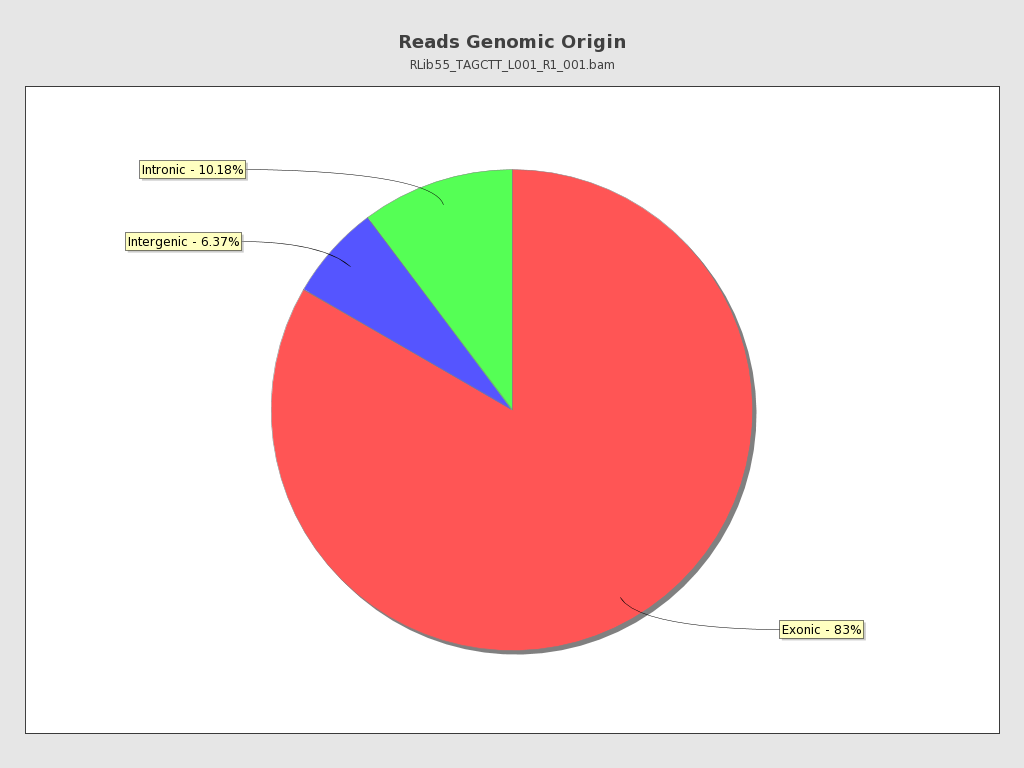 Reads Genomic Origin
RLib55_TAGCTT_L001_R1_001.bam
Intronic - 10.18%
Intergenic - 6.37%
Exonic - 83%